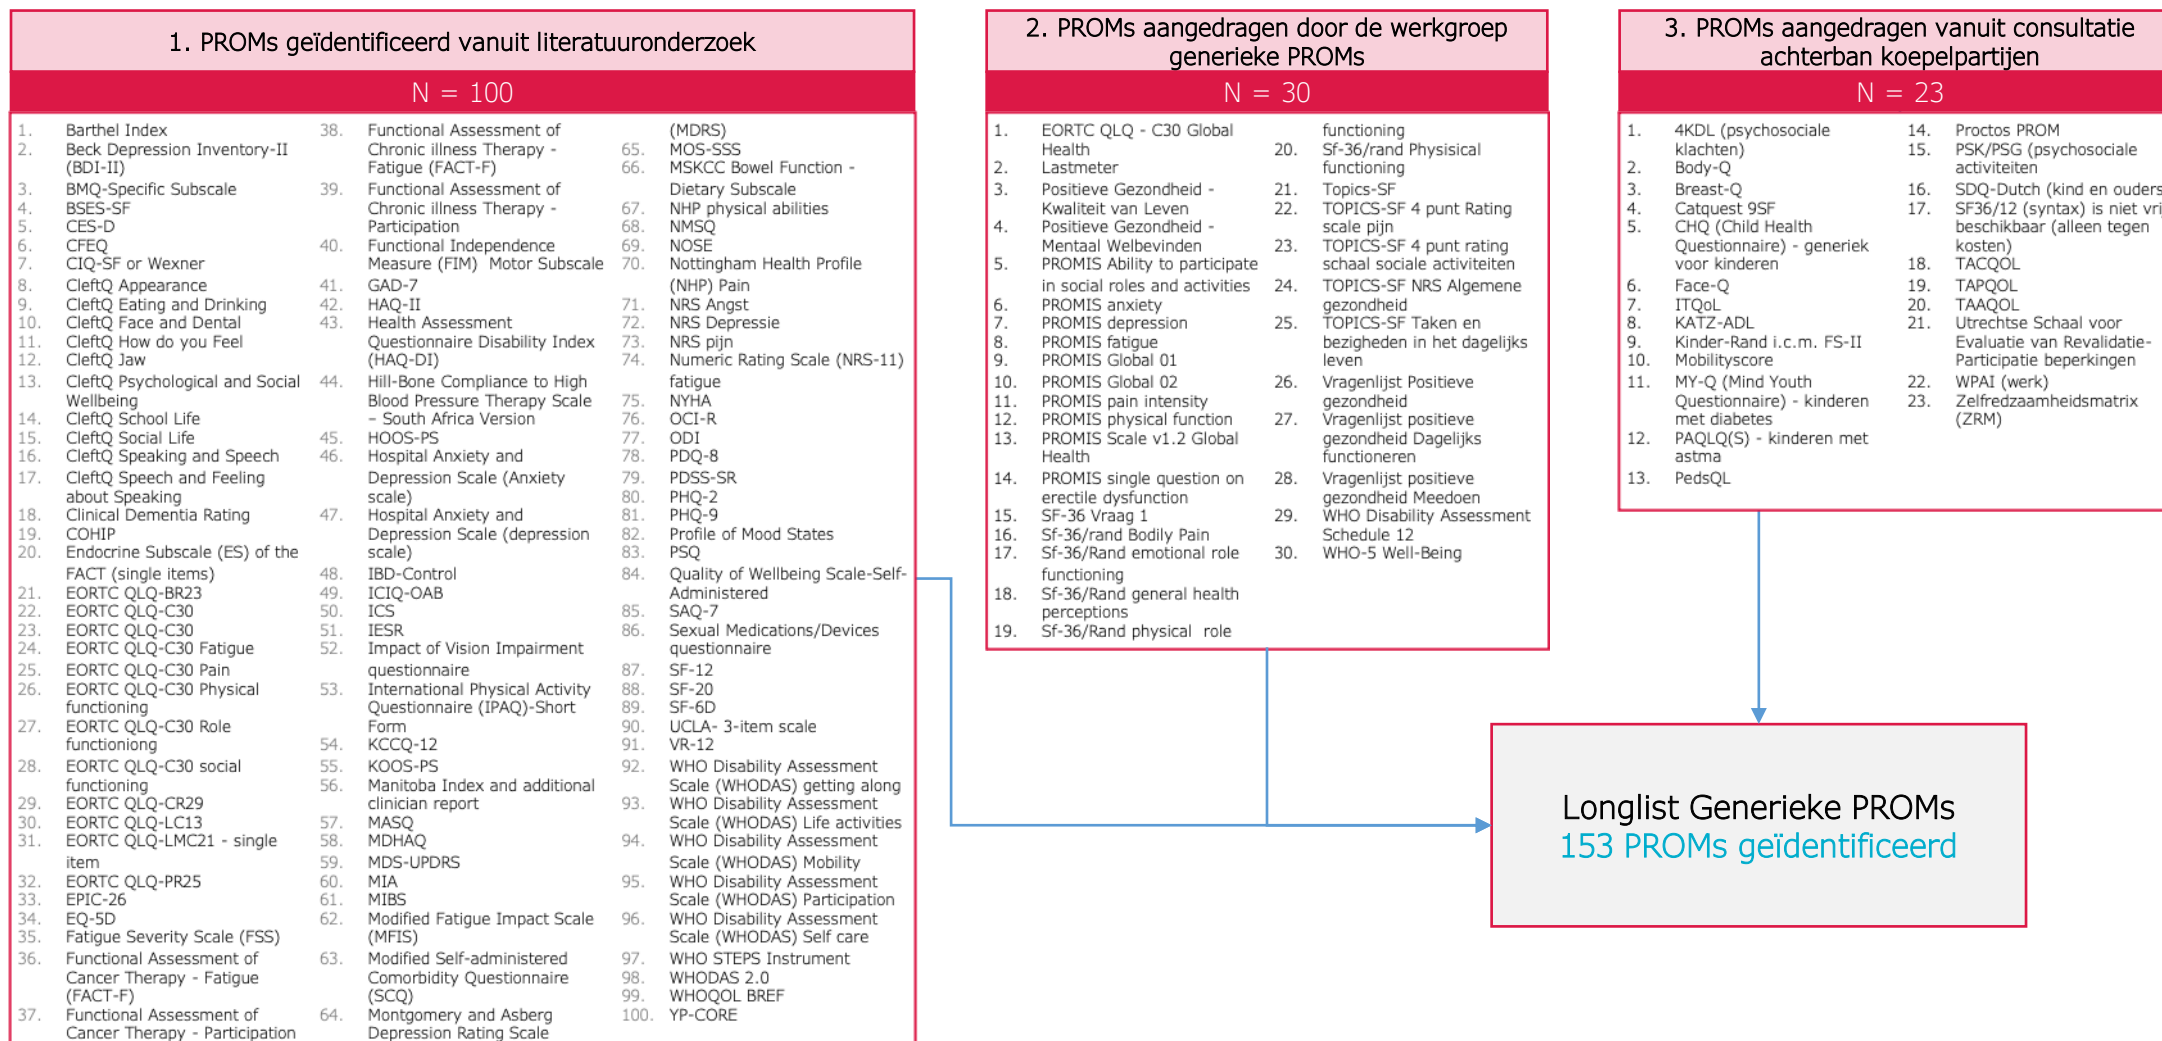 1. PROMs geïdentificeerd vanuit literatuuronderzoek
N = 100
1. Barthel Index
2. Beck Depression Inventory-II
(BDI-II)
3. BMQ-Specific Subscale
4. BSES-SF
5. CES-D
6. CFEQ
7. CIQ-SF or Wexner
8. CleftQ Appearance
9. CleftQ Eating and Drinking
10. CleftQ Face and Dental
11. CleftQ How do you Feel
12. CleftQ Jaw
13. CleftQ Psychological and Social
Wellbeing
14. CleftQ School Life
15. CleftQ Social Life
16. CleftQ Speaking and Speech
17. CleftQ Speech and Feeling
about Speaking
18. Clinical Dementia Rating
19. COHIP
20. Endocrine Subscale (ES) of the
FACT (single items)
21. EORTC QLQ-BR23
22. EORTC QLQ-C30
23. EORTC QLQ-C30
24. EORTC QLQ-C30 Fatigue
25. EORTC QLQ-C30 Pain
26. EORTC QLQ-C30 Physical
functioning
27. EORTC QLQ-C30 Role
functioniong
28. EORTC QLQ-C30 social
functioning
29. EORTC QLQ-CR29
30. EORTC QLQ-LC13
31. EORTC QLQ-LMC21 - single
item
32. EORTC QLQ-PR25
33. EPIC-26
34. EQ-5D
35. Fatigue Severity Scale (FSS)
36. Functional Assessment of
Cancer Therapy - Fatigue
(FACT-F)
37. Functional Assessment of
Cancer Therapy - Participation
38. Functional Assessment of
Chronic illness Therapy -
Fatigue (FACT-F)
39. Functional Assessment of
Chronic illness Therapy -
Participation
40. Functional Independence
Measure (FIM)  Motor Subscale
41. GAD-7
42. HAQ-II
43. Health Assessment
Questionnaire Disability Index
(HAQ-DI)
44. Hill-Bone Compliance to High
Blood Pressure Therapy Scale
– South Africa Version
45. HOOS-PS
46. Hospital Anxiety and
Depression Scale (Anxiety
scale)
47. Hospital Anxiety and
Depression Scale (depression
scale)
48. IBD-Control
49. ICIQ-OAB
50. ICS
51. IESR
52. Impact of Vision Impairment
questionnaire
53. International Physical Activity
Questionnaire (IPAQ)-Short
Form
54. KCCQ-12
55. KOOS-PS
56. Manitoba Index and additional
clinician report
57. MASQ
58. MDHAQ
59. MDS-UPDRS
60. MIA
61. MIBS
62. Modified Fatigue Impact Scale
(MFIS)
63. Modified Self-administered
Comorbidity Questionnaire
(SCQ)
64. Montgomery and Asberg
Depression Rating Scale
(MDRS)
65. MOS-SSS
66. MSKCC Bowel Function -
Dietary Subscale
67. NHP physical abilities
68. NMSQ
69. NOSE
70. Nottingham Health Profile
(NHP) Pain
71. NRS Angst
72. NRS Depressie
73. NRS pijn
74. Numeric Rating Scale (NRS-11)
fatigue
75. NYHA
76. OCI-R
77. ODI
78. PDQ-8
79. PDSS-SR
80. PHQ-2
81. PHQ-9
82. Profile of Mood States
83. PSQ
84. Quality of Wellbeing Scale-Self-
Administered
85. SAQ-7
86. Sexual Medications/Devices
questionnaire
87. SF-12
88. SF-20
89. SF-6D
90. UCLA- 3-item scale
91. VR-12
92. WHO Disability Assessment
Scale (WHODAS) getting along
93. WHO Disability Assessment
Scale (WHODAS) Life activities
94. WHO Disability Assessment
Scale (WHODAS) Mobility
95. WHO Disability Assessment
Scale (WHODAS) Participation
96. WHO Disability Assessment
Scale (WHODAS) Self care
97. WHO STEPS Instrument
98. WHODAS 2.0
99. WHOQOL BREF
100. YP-CORE
2. PROMs aangedragen door de werkgroep
generieke PROMs
N = 30
1. EORTC QLQ - C30 Global
Health
2. Lastmeter
3. Positieve Gezondheid -
Kwaliteit van Leven
4. Positieve Gezondheid -
Mentaal Welbevinden
5. PROMIS Ability to participate
in social roles and activities
6. PROMIS anxiety
7. PROMIS depression
8. PROMIS fatigue
9. PROMIS Global 01
10. PROMIS Global 02
11. PROMIS pain intensity
12. PROMIS physical function
13. PROMIS Scale v1.2 Global
Health
14. PROMIS single question on
erectile dysfunction
15. SF-36 Vraag 1
16. Sf-36/rand Bodily Pain
17. Sf-36/Rand emotional role
functioning
18. Sf-36/Rand general health
perceptions
19. Sf-36/Rand physical  role
functioning
20. Sf-36/rand Physisical
functioning
21. Topics-SF
22. TOPICS-SF 4 punt Rating
scale pijn
23. TOPICS-SF 4 punt rating
schaal sociale activiteiten
24. TOPICS-SF NRS Algemene
gezondheid
25. TOPICS-SF Taken en
bezigheden in het dagelijks
leven
26. Vragenlijst Positieve
gezondheid
27. Vragenlijst positieve
gezondheid Dagelijks
functioneren
28. Vragenlijst positieve
gezondheid Meedoen
29. WHO Disability Assessment
Schedule 12
30. WHO-5 Well-Being
3. PROMs aangedragen vanuit consultatie
achterban koepelpartijen
N = 23
1. 4KDL (psychosociale
klachten)
2. Body-Q
3. Breast-Q
4. Catquest 9SF
5. CHQ (Child Health
Questionnaire) - generiek
voor kinderen
6. Face-Q
7. ITQoL
8. KATZ-ADL
9. Kinder-Rand i.c.m. FS-II
10. Mobilityscore
11. MY-Q (Mind Youth
Questionnaire) - kinderen
met diabetes
12. PAQLQ(S) - kinderen met
astma
13. PedsQL
14. Proctos PROM
15. PSK/PSG (psychosociale
activiteiten
16. SDQ-Dutch (kind en ouders
17. SF36/12 (syntax) is niet vrij
beschikbaar (alleen tegen
kosten)
18. TACQOL
19. TAPQOL
20. TAAQOL
21. Utrechtse Schaal voor
Evaluatie van Revalidatie-
Participatie beperkingen
22. WPAI (werk)
23. Zelfredzaamheidsmatrix
(ZRM)
Longlist Generieke PROMs
153 PROMs geïdentificeerd